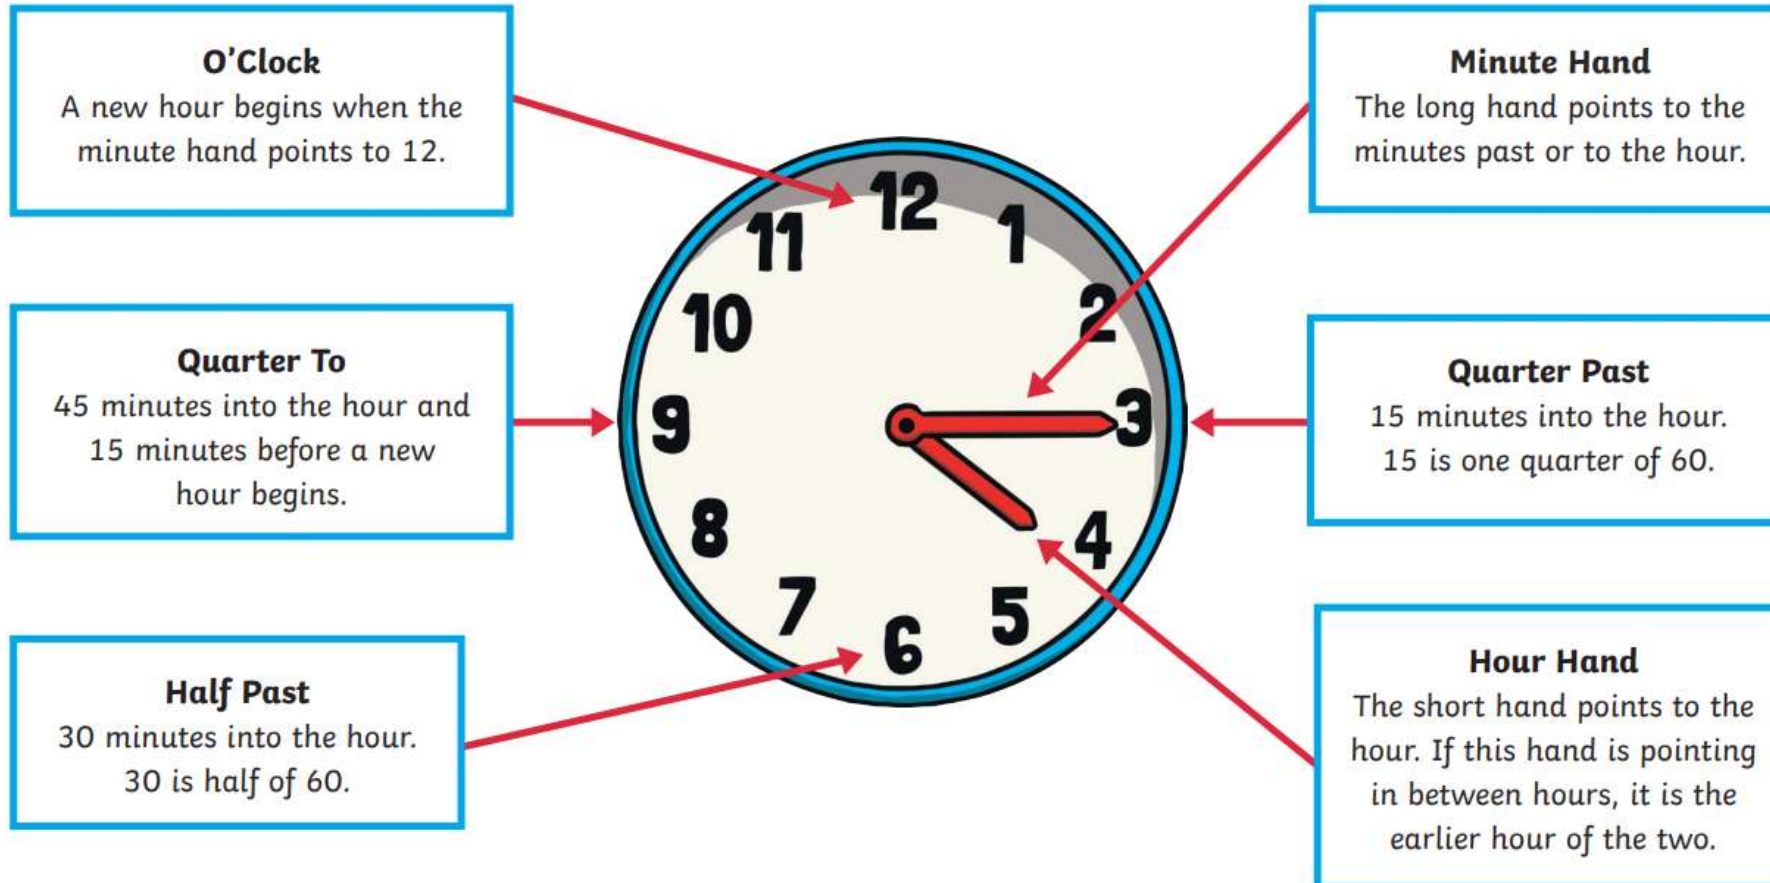 O'Clock
A new hour begins when the
minute hand points to 12.
Minute Hand
The long hand points to the
minutes past or to the hour.
12
11
1
10
2
9
3
8
4
7
5
6
Quarter To
45 minutes into the hour and
15 minutes before a new
hour begins.
Quarter Past
15 minutes into the hour.
15 is one quarter of 60.
Half Past
30 minutes into the hour.
30 is half of 60.
Hour Hand
The short hand points to the
hour. If this hand is pointing
in between hours, it is the
earlier hour of the two.